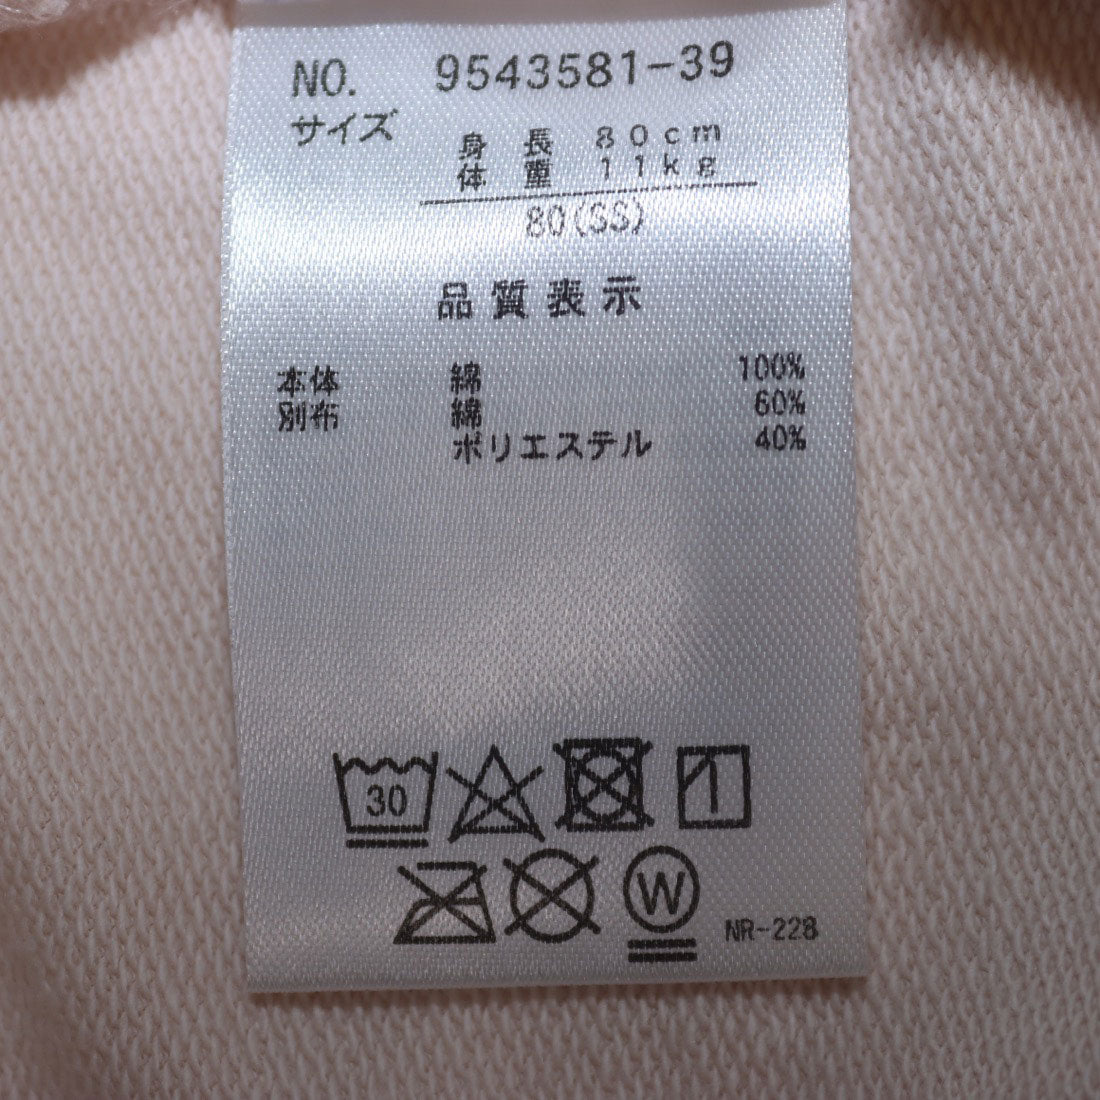 NO. 9543581-39
サイズ
身長 80cm
体重 11kg
80(SS)
品質表示
本体 綿 100%
別布 綿 60%
ポリエステル 40%
30
W
NR-228